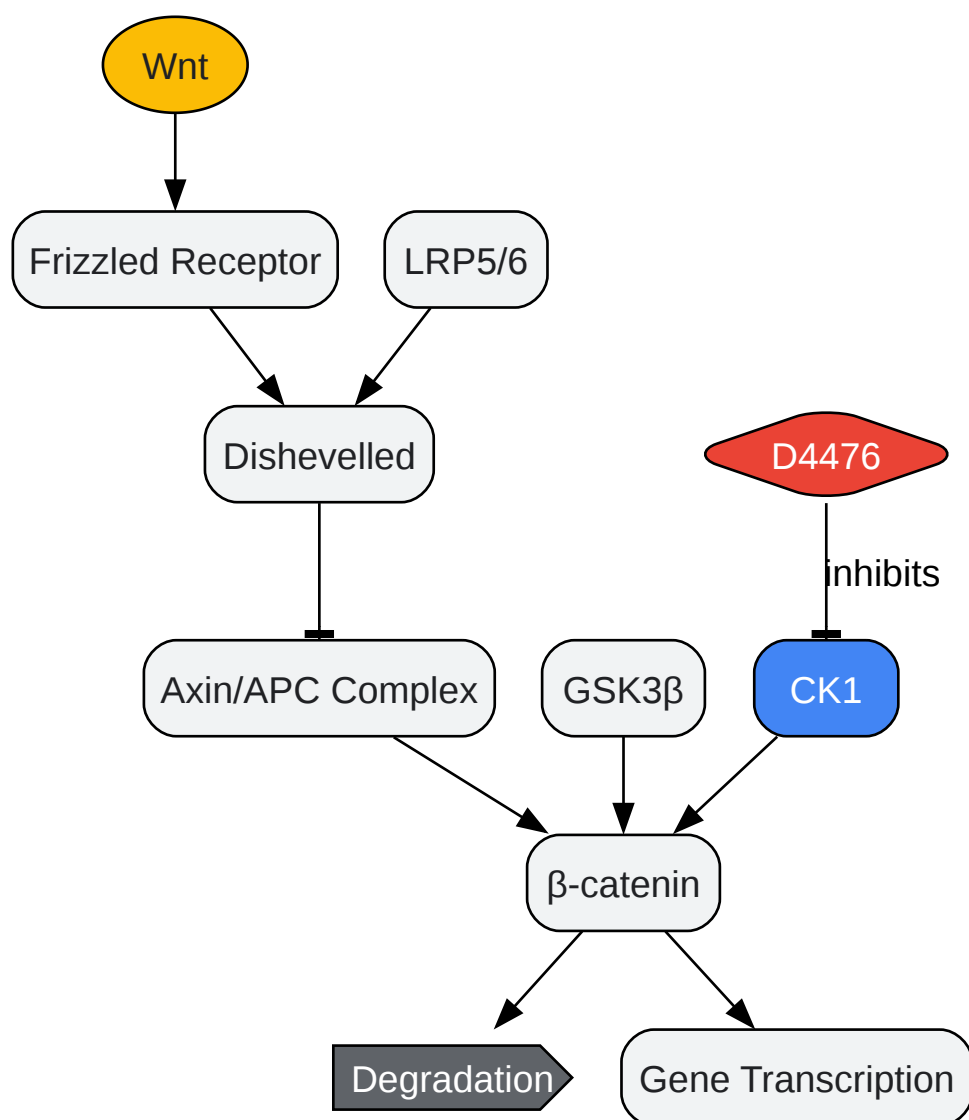 Wnt
Frizzled Receptor
LRP5/6
Dishevelled
D4476
inhibits
Axin/APC Complex
GSK3β
CK1
β-catenin
Degradation
Gene Transcription